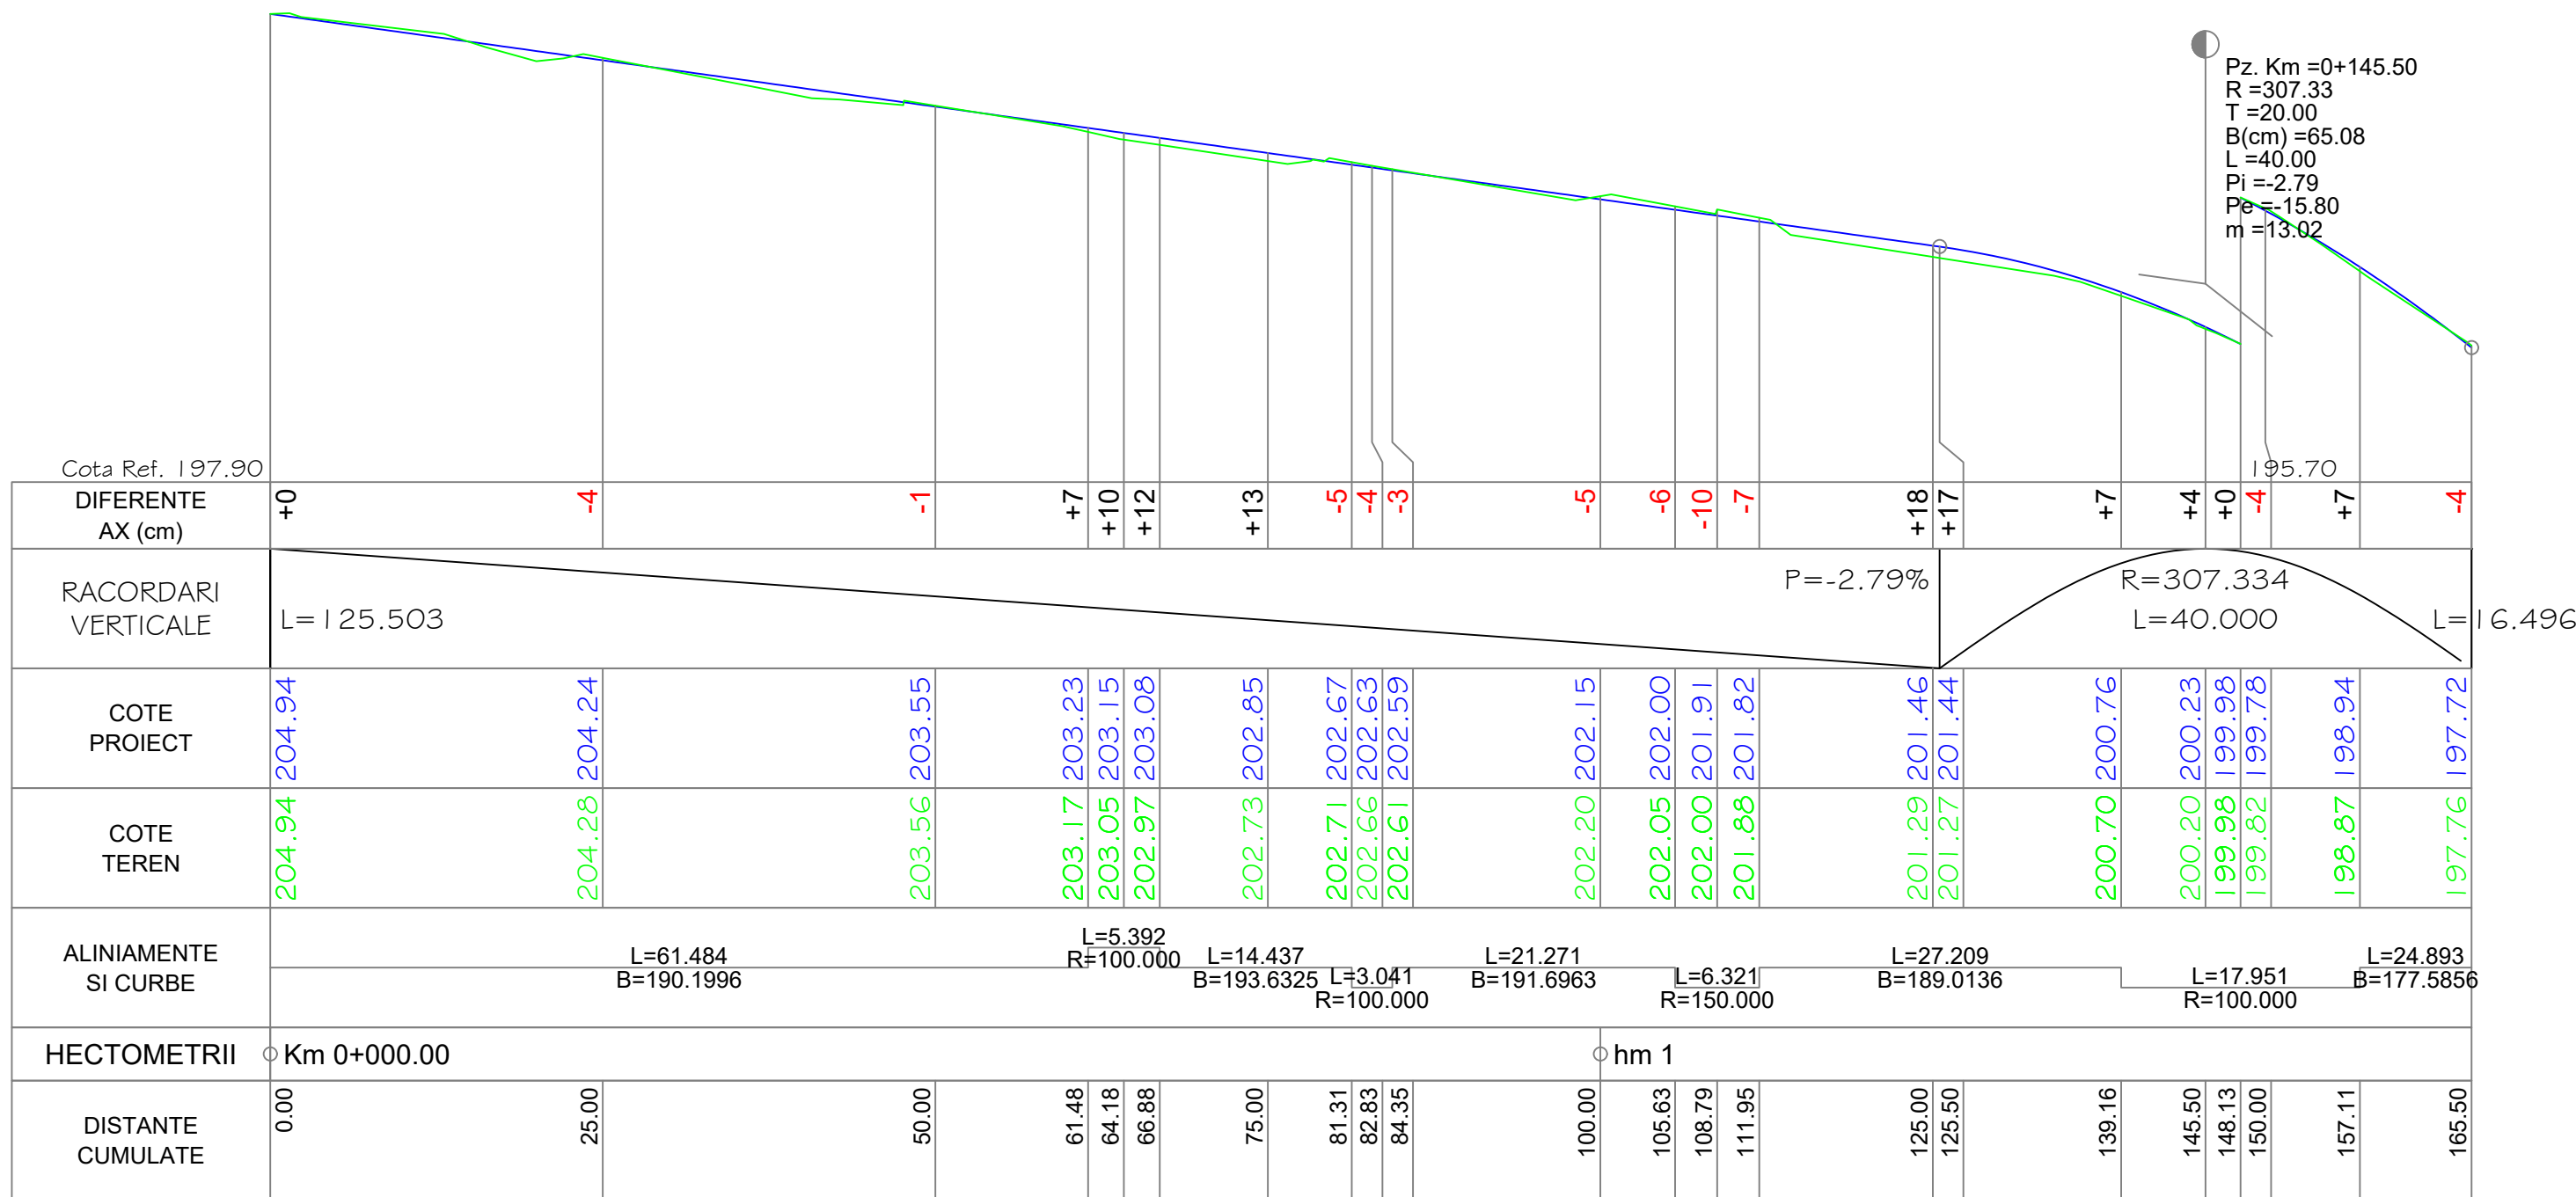 Pz. Km =0+145.50
R =307.33
T =20.00
B(cm) =65.08
L =40.00
Pi =-2.79
Pe =-15.80
m =13.02
Cota Ref. 197.90
195.70
DIFERENTE
AX (cm)
+0 -4 -1 +7 +10 +12 +13 -5 -4 -3 -5 -6 -10 -7 +18 +17 +7 +4 +0 -4 +7 -4
RACORDARI
VERTICALE
L=125.503
P=-2.79%
R=307.334
L=40.000
L=16.496
COTE
PROIECT
204.94 204.24 203.55 203.23 203.15 203.08 202.85 202.67 202.63 202.59 202.15 202.00 201.91 201.82 201.46 201.44 200.76 200.23 199.98 199.78 198.94 197.72
COTE
TEREN
204.94 204.28 203.56 203.17 203.05 202.97 202.73 202.71 202.66 202.61 202.20 202.05 202.00 201.88 201.29 201.27 200.70 200.20 199.98 199.82 198.87 197.76
ALINIAMENTE
SI CURBE
L=61.484
B=190.1996
L=5.392
R=100.000
L=14.437
B=193.6325
L=3.041
R=100.000
L=21.271
B=191.6963
L=6.321
R=150.000
L=27.209
B=189.0136
L=17.951
R=100.000
L=24.893
B=177.5856
HECTOMETRII
Km 0+000.00
hm 1
DISTANTE
CUMULATE
0.00 25.00 50.00 61.48 64.18 66.88 75.00 81.31 82.83 84.35 100.00 105.63 108.79 111.95 125.00 125.50 139.16 145.50 148.13 150.00 157.11 165.50